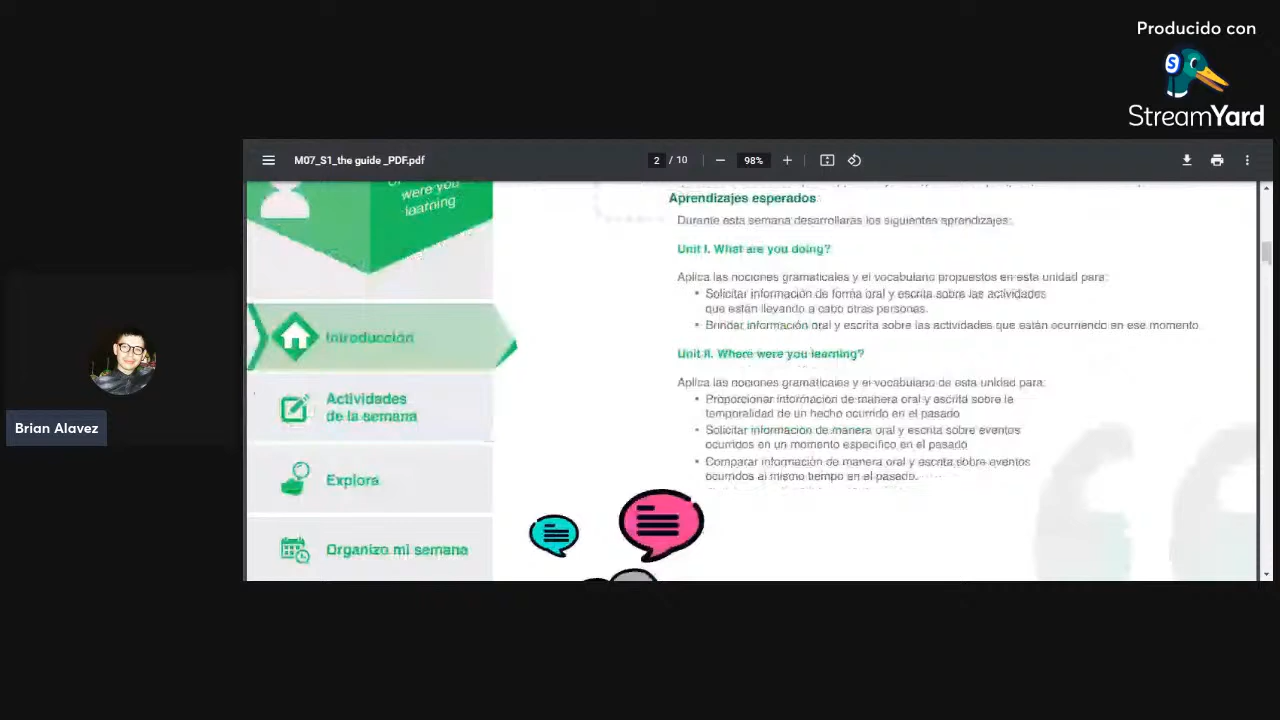 Producido con
StreamYard
M07_S1_the guide _PDF.pdf
2 / 10
98%
were you
learning
Aprendizajes esperados
Durante esta semana desarrollarás los siguientes aprendizajes:
Unit I. What are you doing?
Aplica las nociones gramaticales y el vocabulario propuestos en esta unidad para:
• Solicitar información de forma oral y escrita sobre las actividades
que están llevando a cabo otras personas.
• Brindar información oral y escrita sobre las actividades que están ocurriendo en ese momento.
Unit II. Where were you learning?
Aplica las nociones gramaticales y el vocabulario de esta unidad para:
• Proporcionar información de manera oral y escrita sobre la
temporalidad de un hecho ocurrido en el pasado
• Solicitar información de manera oral y escrita sobre eventos
ocurridos en un momento específico en el pasado
• Comparar información de manera oral y escrita sobre eventos
ocurridos al mismo tiempo en el pasado.
Introducción
Actividades
de la semana
Explora
Organizo mi semana
Brian Alavez